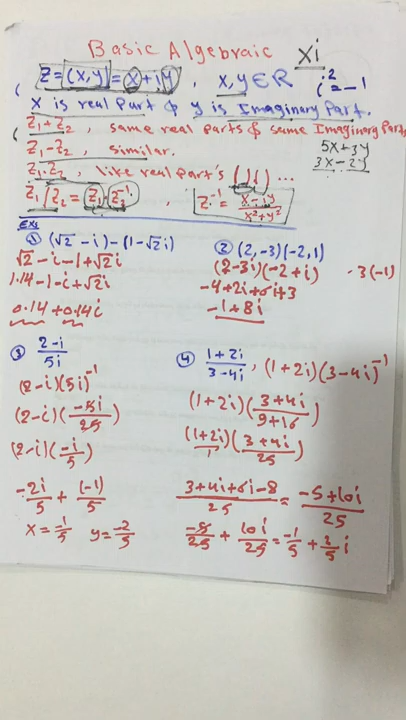 Basic Algebraic xi
Z = (x,y) = x + iy , x,y ∈ R i² = -1
X is real Part & y is Imaginary Part.
Z₁+Z₂ , same real parts & same Imaginary Part,
Z₁-Z₂ , similar. 5x+3y
3x-2y
Z₁.Z₂ , like real part's ( )( ) ...
Z₁/Z₂ = Z₁ Z₂⁻¹ , Z⁻¹ = (x-iy)/(x²+y²)
Exs
① (√2 - i) - (1-√2i)
√2 - i - 1 + √2i
1.14 - 1 - i + √2i
0.14 + 0.14i
② (2,-3)(-2,1)
(2-3i)(-2+i) -3(-1)
-4+2i+6i+3
-1+8i
③ (2-i)/5i
(2-i)(5i)⁻¹
(2-i)(-5i/25)
(2-i)(-i/5)
-2i/5 + (-1)/5
x = -1/5 y = -2/5
④ (1+2i)/(3-4i) , (1+2i)(3-4i)⁻¹
(1+2i)((3+4i)/(9+16))
(1+2i)/1 ((3+4i)/25)
(3+4i+6i-8)/25 = (-5+10i)/25
-5/25 + 10i/25 = -1/5 + 2/5 i